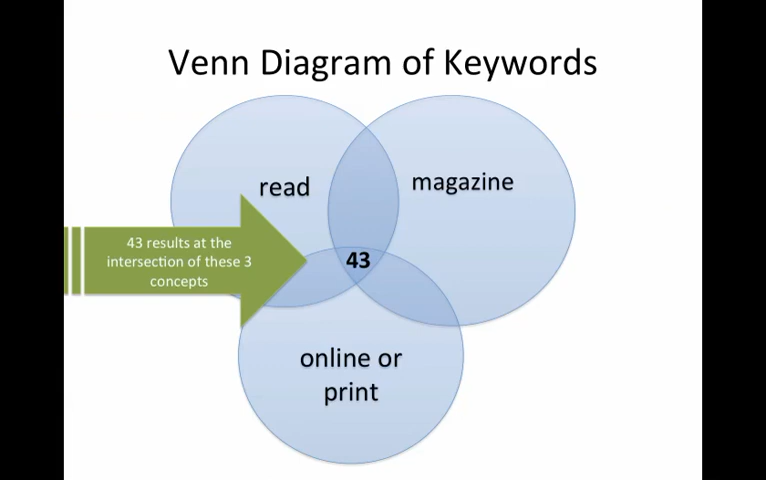 Venn Diagram of Keywords
read
magazine
43 results at the
intersection of these 3
concepts
43
online or
print